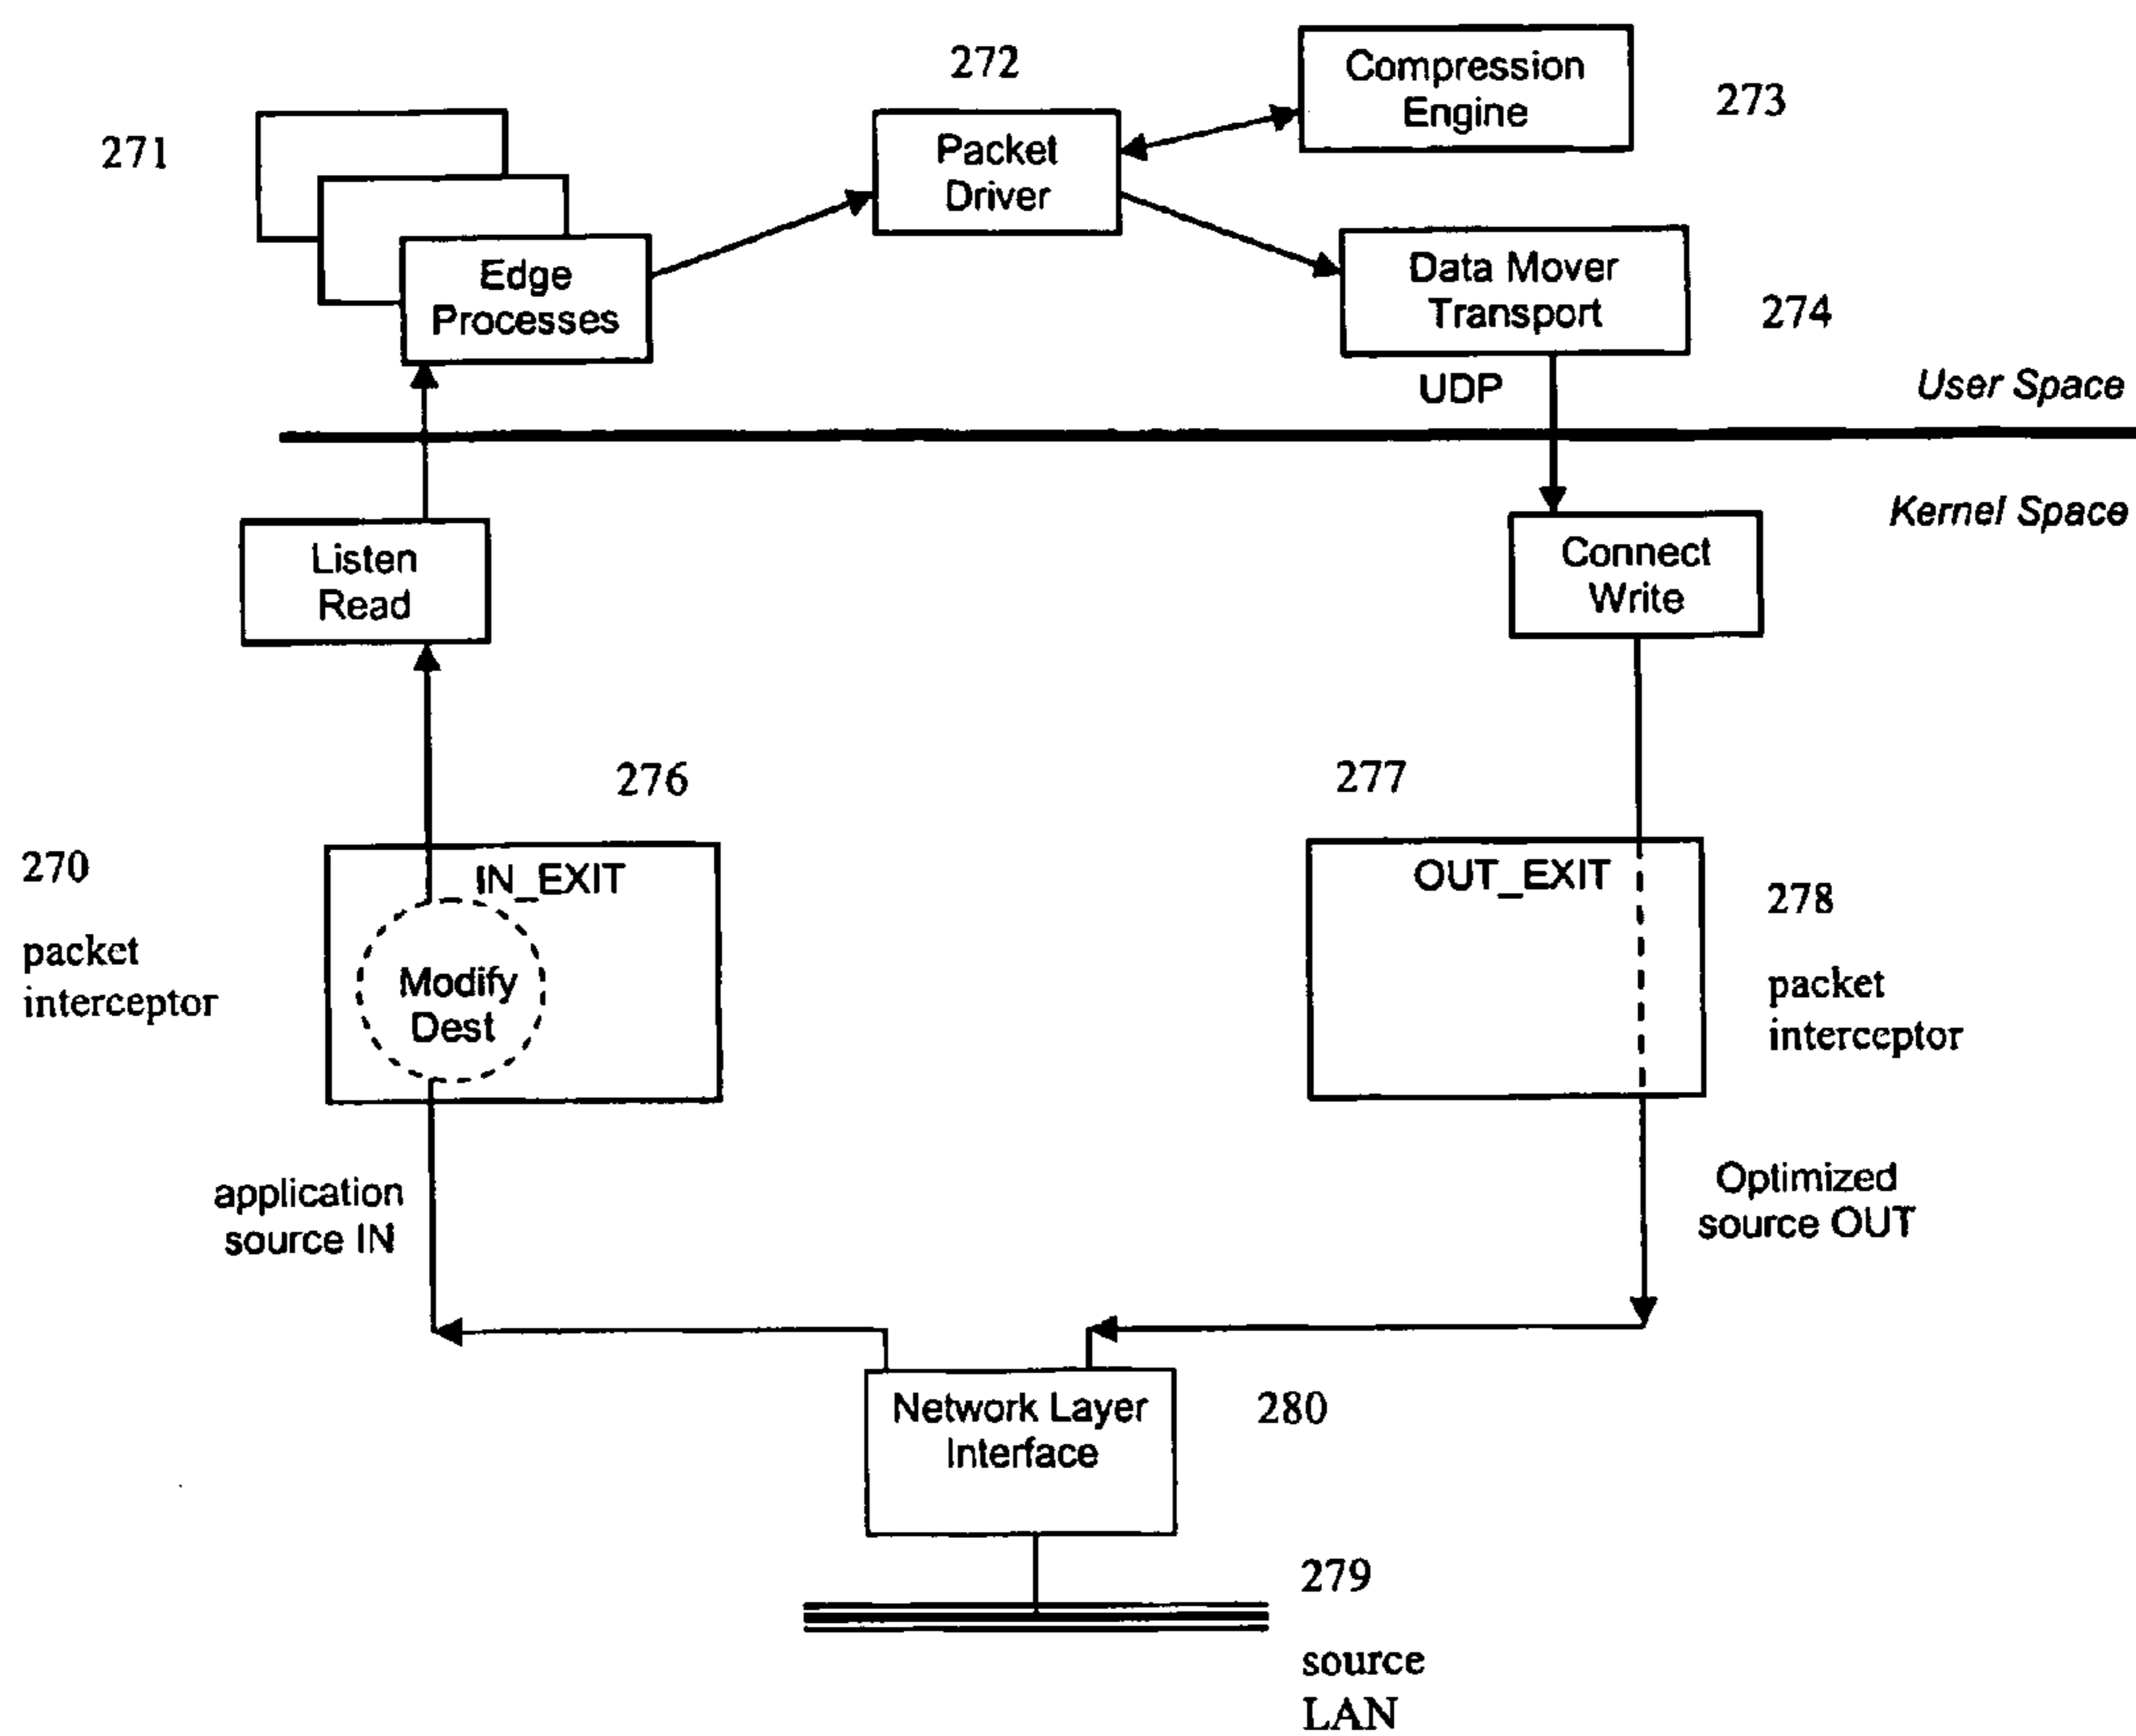 272
Compression
Engine
273
271
Packet
Driver
Edge
Processes
Data Mover
Transport
274
UDP
User Space
Kernel Space
Listen
Read
Connect
Write
276
277
270
packet
interceptor
IN_EXIT
Modify
Dest
OUT_EXIT
278
packet
interceptor
application
source IN
Optimized
source OUT
Network Layer
Interface
280
279
source
LAN